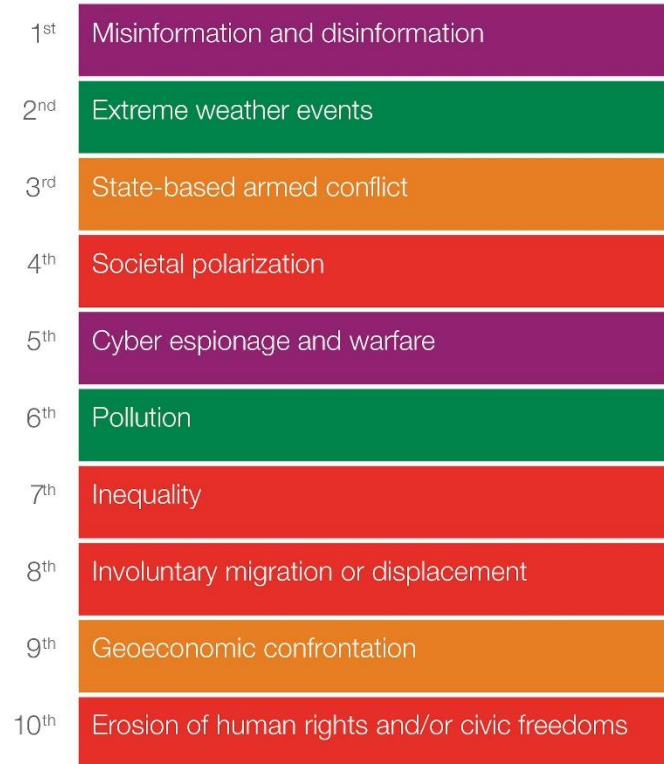 1st Misinformation and disinformation
2nd Extreme weather events
3rd State-based armed conflict
4th Societal polarization
5th Cyber espionage and warfare
6th Pollution
7th Inequality
8th Involuntary migration or displacement
9th Geoeconomic confrontation
10th Erosion of human rights and/or civic freedoms